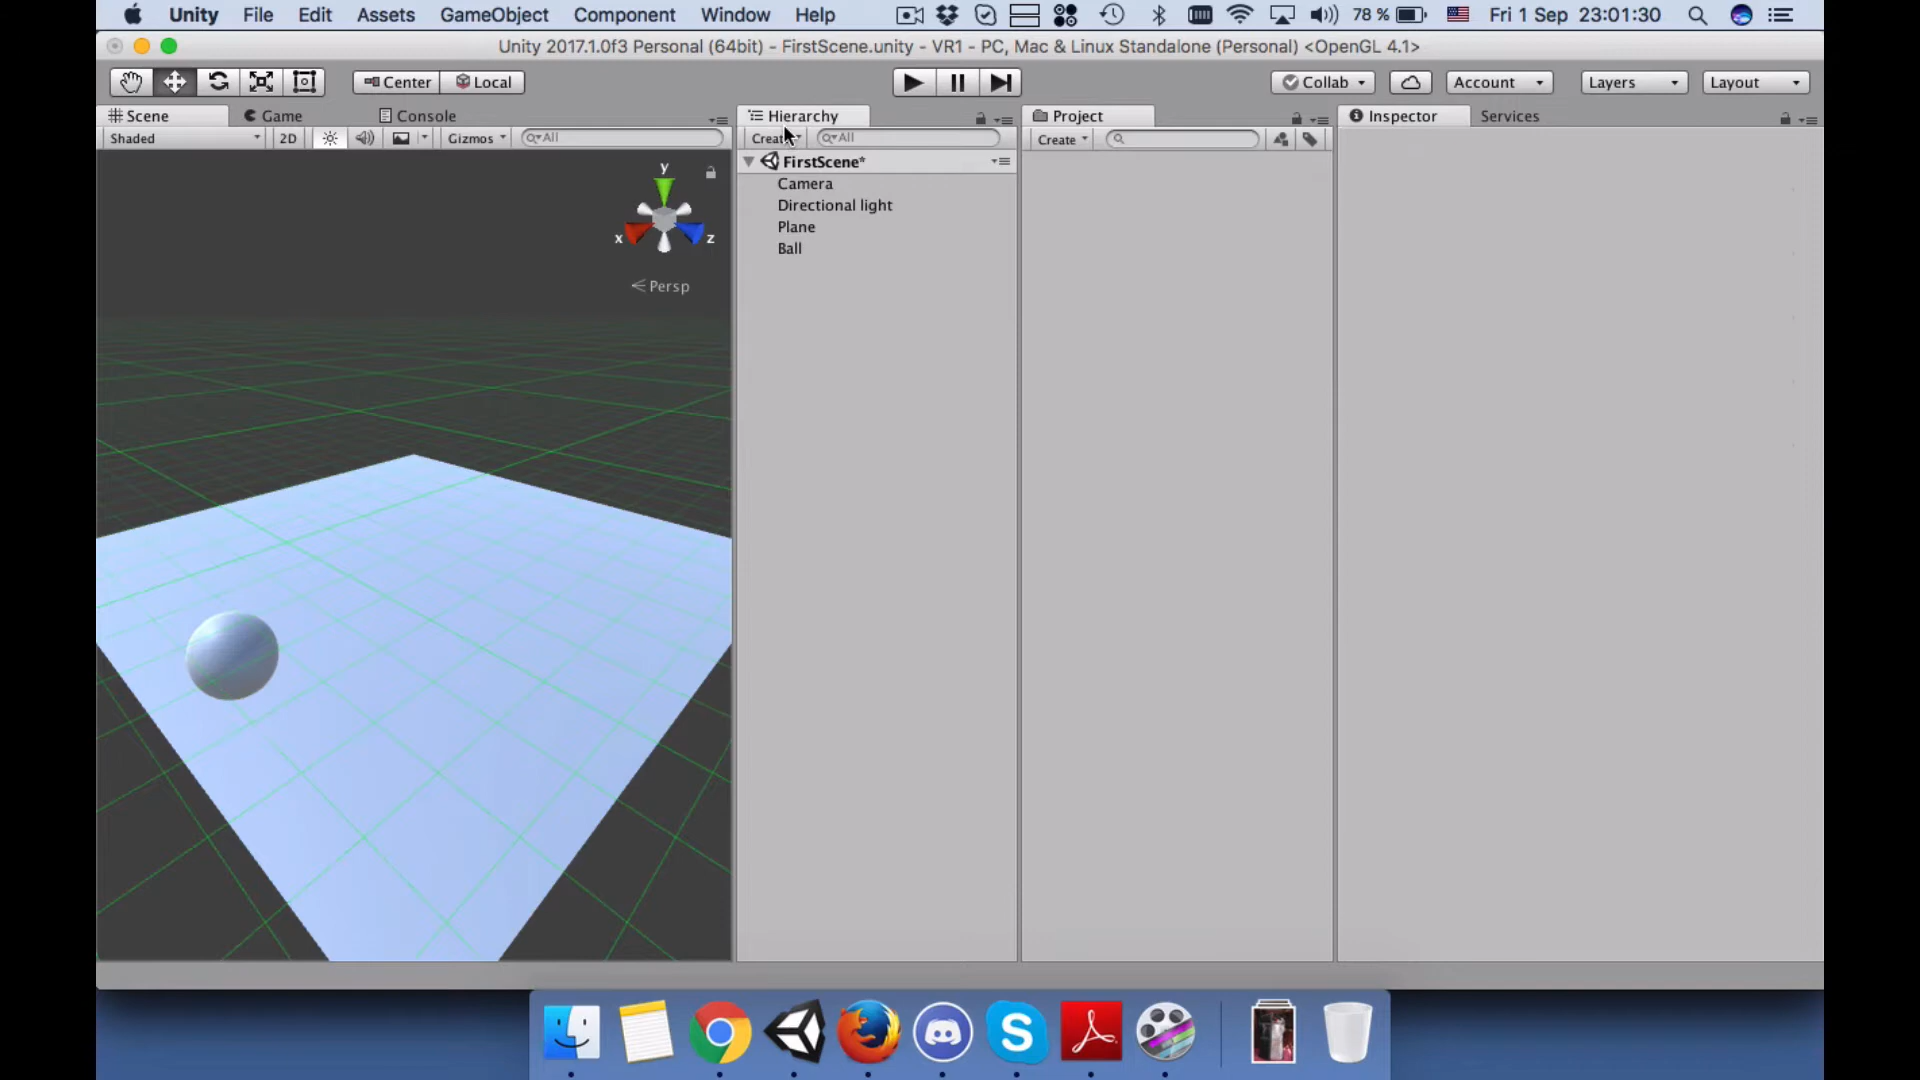 Unity File Edit Assets GameObject Component Window Help 78 % Fri 1 Sep 23:01:30
Unity 2017.1.0f3 Personal (64bit) - FirstScene.unity - VR1 - PC, Mac & Linux Standalone (Personal) <OpenGL 4.1>
Center Local Collab Account Layers Layout
Scene Game Console Hierarchy Project Inspector Services
Shaded 2D Gizmos All All Create
FirstScene*
Camera
Directional light
Plane
Ball
y
x z
Persp
S